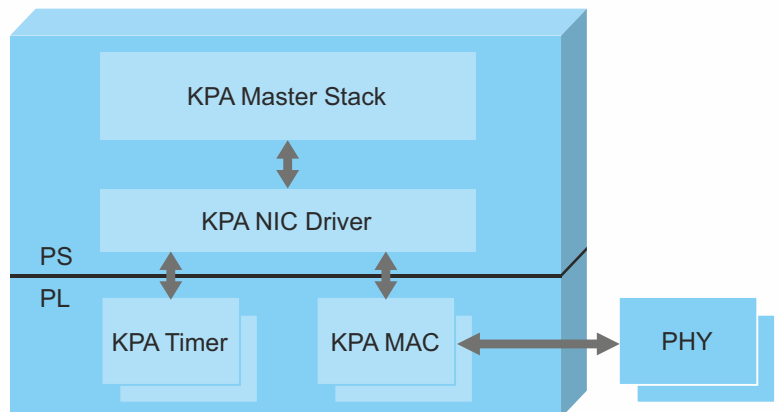 KPA Master Stack
KPA NIC Driver
PS
PL
KPA Timer
KPA MAC
PHY